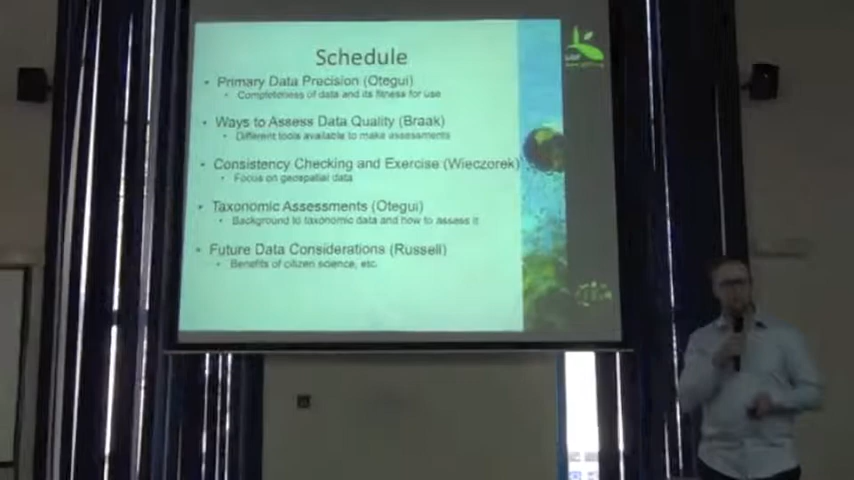 Schedule
• Primary Data Precision (Otegui)
• Completeness of data and its fitness for use
• Ways to Assess Data Quality (Braak)
• Different tools available to make assessments
• Consistency Checking and Exercise (Wieczorek)
• Focus on geospatial data
• Taxonomic Assessments (Otegui)
• Background to taxonomic data and how to assess it
• Future Data Considerations (Russell)
• Benefits of citizen science, etc.